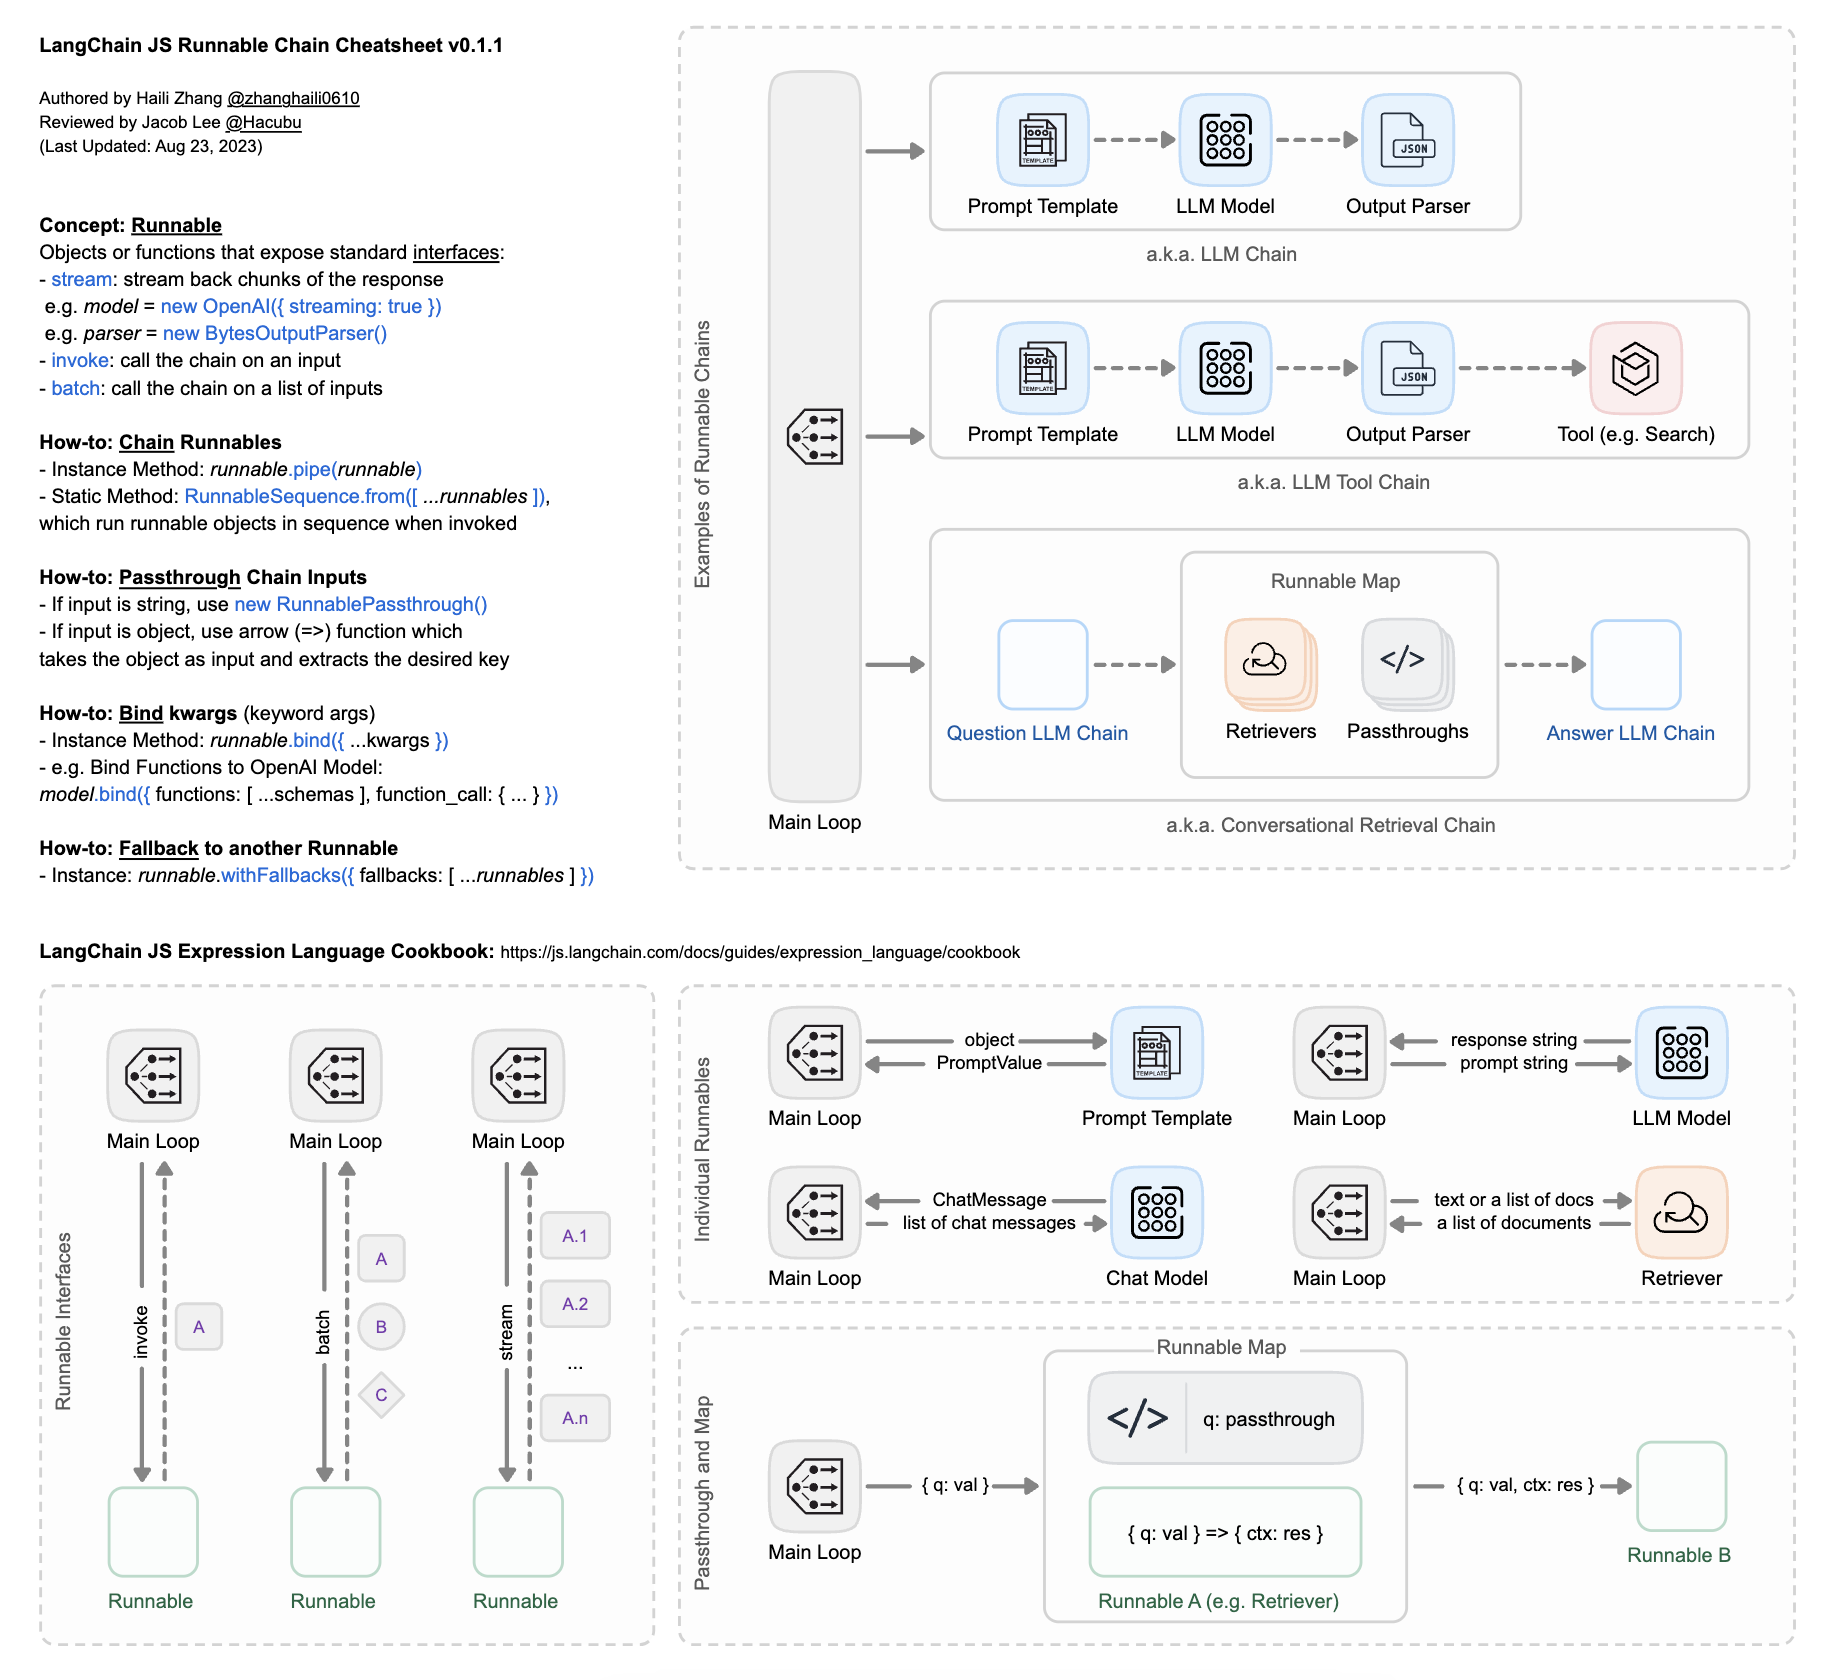 LangChain JS Runnable Chain Cheatsheet v0.1.1
Authored by Haili Zhang @zhanghaili0610
Reviewed by Jacob Lee @Hacubu
(Last Updated: Aug 23, 2023)
Concept: Runnable
Objects or functions that expose standard interfaces:
- stream: stream back chunks of the response
e.g. model = new OpenAI({ streaming: true })
e.g. parser = new BytesOutputParser()
- invoke: call the chain on an input
- batch: call the chain on a list of inputs
How-to: Chain Runnables
- Instance Method: runnable.pipe(runnable)
- Static Method: RunnableSequence.from([ ...runnables ]),
which run runnable objects in sequence when invoked
How-to: Passthrough Chain Inputs
- If input is string, use new RunnablePassthrough()
- If input is object, use arrow (=>) function which
takes the object as input and extracts the desired key
How-to: Bind kwargs (keyword args)
- Instance Method: runnable.bind({ ...kwargs })
- e.g. Bind Functions to OpenAI Model:
model.bind({ functions: [ ...schemas ], function_call: { ... } })
How-to: Fallback to another Runnable
- Instance: runnable.withFallbacks({ fallbacks: [ ...runnables ] })
Examples of Runnable Chains
Main Loop
TEMPLATE
JSON
Prompt Template
LLM Model
Output Parser
a.k.a. LLM Chain
TEMPLATE
JSON
Prompt Template
LLM Model
Output Parser
Tool (e.g. Search)
a.k.a. LLM Tool Chain
Runnable Map
</>
Question LLM Chain
Retrievers
Passthroughs
Answer LLM Chain
a.k.a. Conversational Retrieval Chain
LangChain JS Expression Language Cookbook: https://js.langchain.com/docs/guides/expression_language/cookbook
Runnable Interfaces
Main Loop
invoke
A
Runnable
Main Loop
batch
A
B
C
Runnable
Main Loop
stream
A.1
A.2
...
A.n
Runnable
Individual Runnables
object
PromptValue
TEMPLATE
Main Loop
Prompt Template
response string
prompt string
Main Loop
LLM Model
ChatMessage
list of chat messages
Main Loop
Chat Model
text or a list of docs
a list of documents
Main Loop
Retriever
Passthrough and Map
Main Loop
{ q: val }
Runnable Map
</>
q: passthrough
{ q: val } => { ctx: res }
Runnable A (e.g. Retriever)
{ q: val, ctx: res }
Runnable B